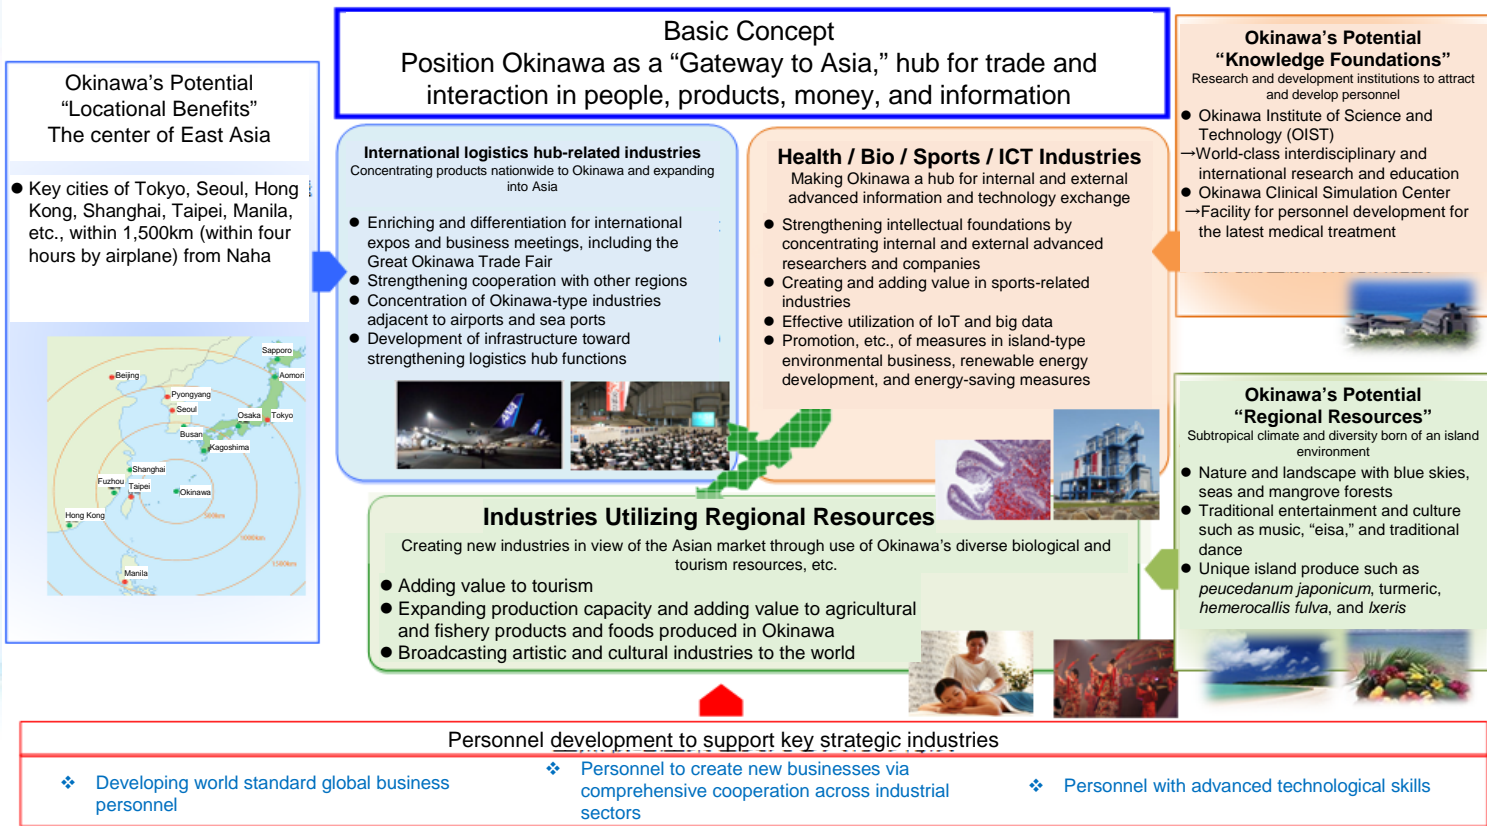 Basic Concept
Position Okinawa as a “Gateway to Asia,” hub for trade and
interaction in people, products, money, and information
Okinawa’s Potential
“Locational Benefits”
The center of East Asia
● Key cities of Tokyo, Seoul, Hong
Kong, Shanghai, Taipei, Manila,
etc., within 1,500km (within four
hours by airplane) from Naha
Sapporo
Beijing
Aomori
Pyongyang
Seoul
Osaka
Tokyo
Busan
Kagoshima
Shanghai
Fuzhou
Taipei
Okinawa
Hong Kong
500km
1000km
1500km
Manila
International logistics hub-related industries
Concentrating products nationwide to Okinawa and expanding
into Asia
● Enriching and differentiation for international
expos and business meetings, including the
Great Okinawa Trade Fair
● Strengthening cooperation with other regions
● Concentration of Okinawa-type industries
adjacent to airports and sea ports
● Development of infrastructure toward
strengthening logistics hub functions
ANA
Health / Bio / Sports / ICT Industries
Making Okinawa a hub for internal and external
advanced information and technology exchange
● Strengthening intellectual foundations by
concentrating internal and external advanced
researchers and companies
● Creating and adding value in sports-related
industries
● Effective utilization of IoT and big data
● Promotion, etc., of measures in island-type
environmental business, renewable energy
development, and energy-saving measures
Okinawa’s Potential
“Knowledge Foundations”
Research and development institutions to attract
and develop personnel
● Okinawa Institute of Science and
Technology (OIST)
→World-class interdisciplinary and
international research and education
● Okinawa Clinical Simulation Center
→Facility for personnel development for
the latest medical treatment
Okinawa’s Potential
“Regional Resources”
Subtropical climate and diversity born of an island
environment
● Nature and landscape with blue skies,
seas and mangrove forests
● Traditional entertainment and culture
such as music, “eisa,” and traditional
dance
● Unique island produce such as
peucedanum japonicum, turmeric,
hemerocallis fulva, and Ixeris
Industries Utilizing Regional Resources
Creating new industries in view of the Asian market through use of Okinawa’s diverse biological and
tourism resources, etc.
● Adding value to tourism
● Expanding production capacity and adding value to agricultural
and fishery products and foods produced in Okinawa
● Broadcasting artistic and cultural industries to the world
Personnel development to support key strategic industries
❖ Developing world standard global business
personnel
❖ Personnel to create new businesses via
comprehensive cooperation across industrial
sectors
❖ Personnel with advanced technological skills